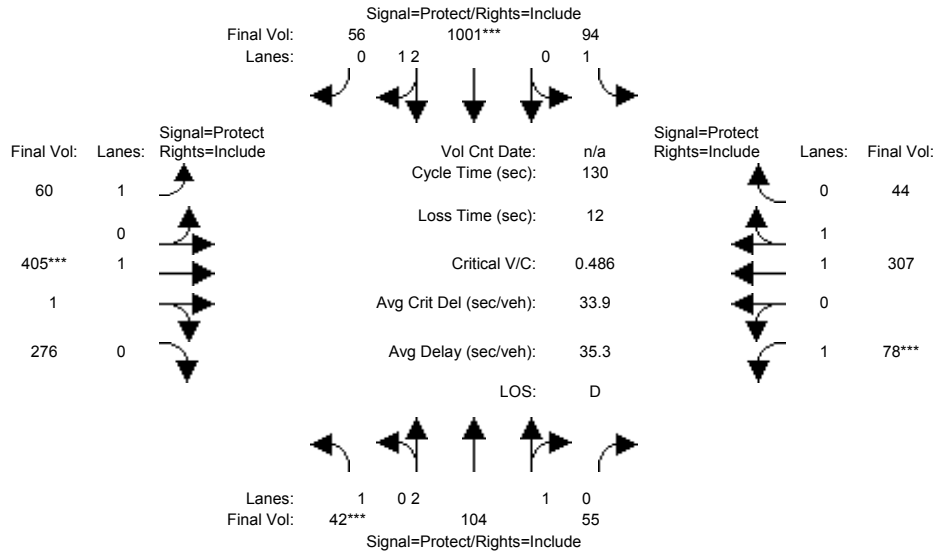 Signal=Protect/Rights=Include
Final Vol: 56 1001*** 94
Lanes: 0 1 2 0 1
Signal=Protect
Final Vol: Lanes: Rights=Include
Vol Cnt Date: n/a
Signal=Protect
Rights=Include Lanes: Final Vol:
Cycle Time (sec): 130
60 1
0 44
Loss Time (sec): 12
0
1
405*** 1
Critical V/C: 0.486
1 307
1
Avg Crit Del (sec/veh): 33.9
0
276 0
Avg Delay (sec/veh): 35.3
1 78***
LOS: D
Lanes: 1 0 2 1 0
Final Vol: 42*** 104 55
Signal=Protect/Rights=Include